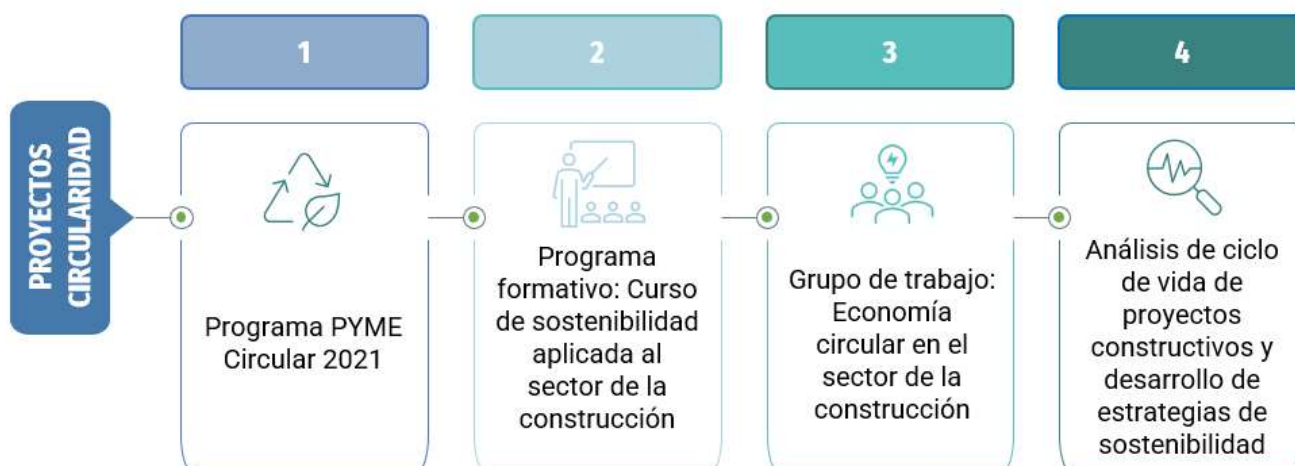 PROYECTOS
CIRCULARIDAD
1
Programa PYME
Circular 2021
2
Programa
formativo: Curso
de sostenibilidad
aplicada al
sector de la
construcción
3
Grupo de trabajo:
Economía
circular en el
sector de la
construcción
4
Análisis de ciclo
de vida de
proyectos
constructivos y
desarrollo de
estrategias de
sostenibilidad